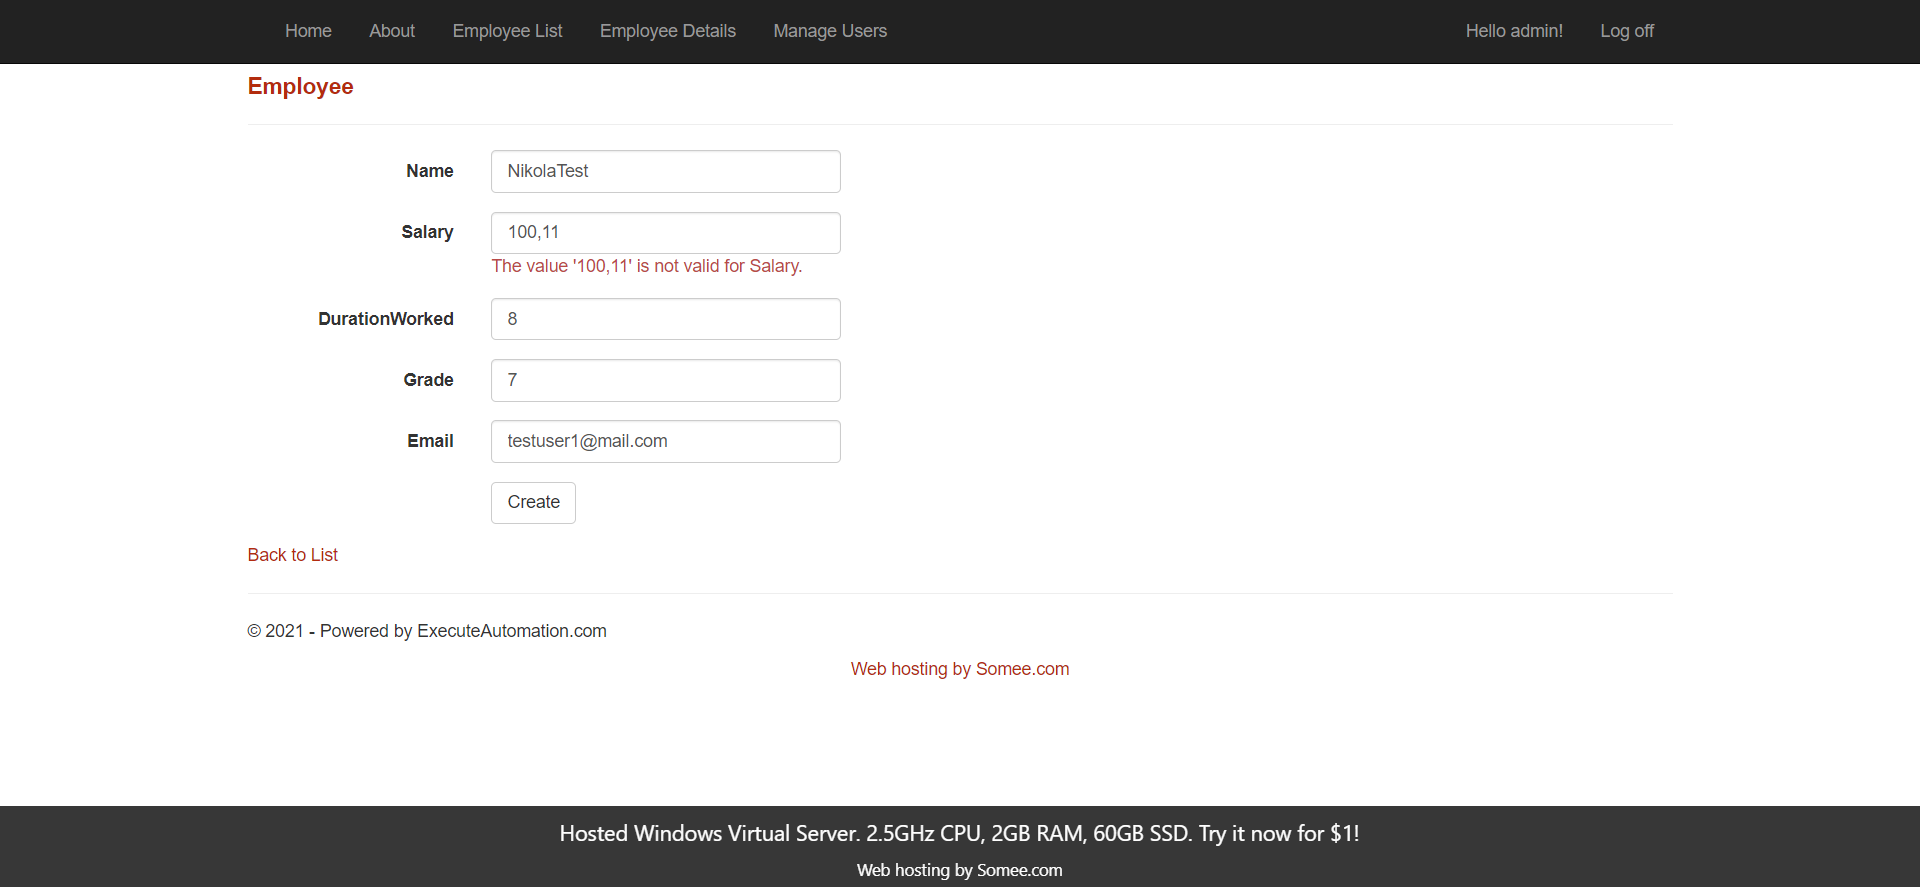 Home About Employee List Employee Details Manage Users Hello admin! Log off
Employee
Name NikolaTest
Salary 100,11
The value '100,11' is not valid for Salary.
DurationWorked 8
Grade 7
Email testuser1@mail.com
Create
Back to List
© 2021 - Powered by ExecuteAutomation.com
Web hosting by Somee.com
Hosted Windows Virtual Server. 2.5GHz CPU, 2GB RAM, 60GB SSD. Try it now for $1!
Web hosting by Somee.com